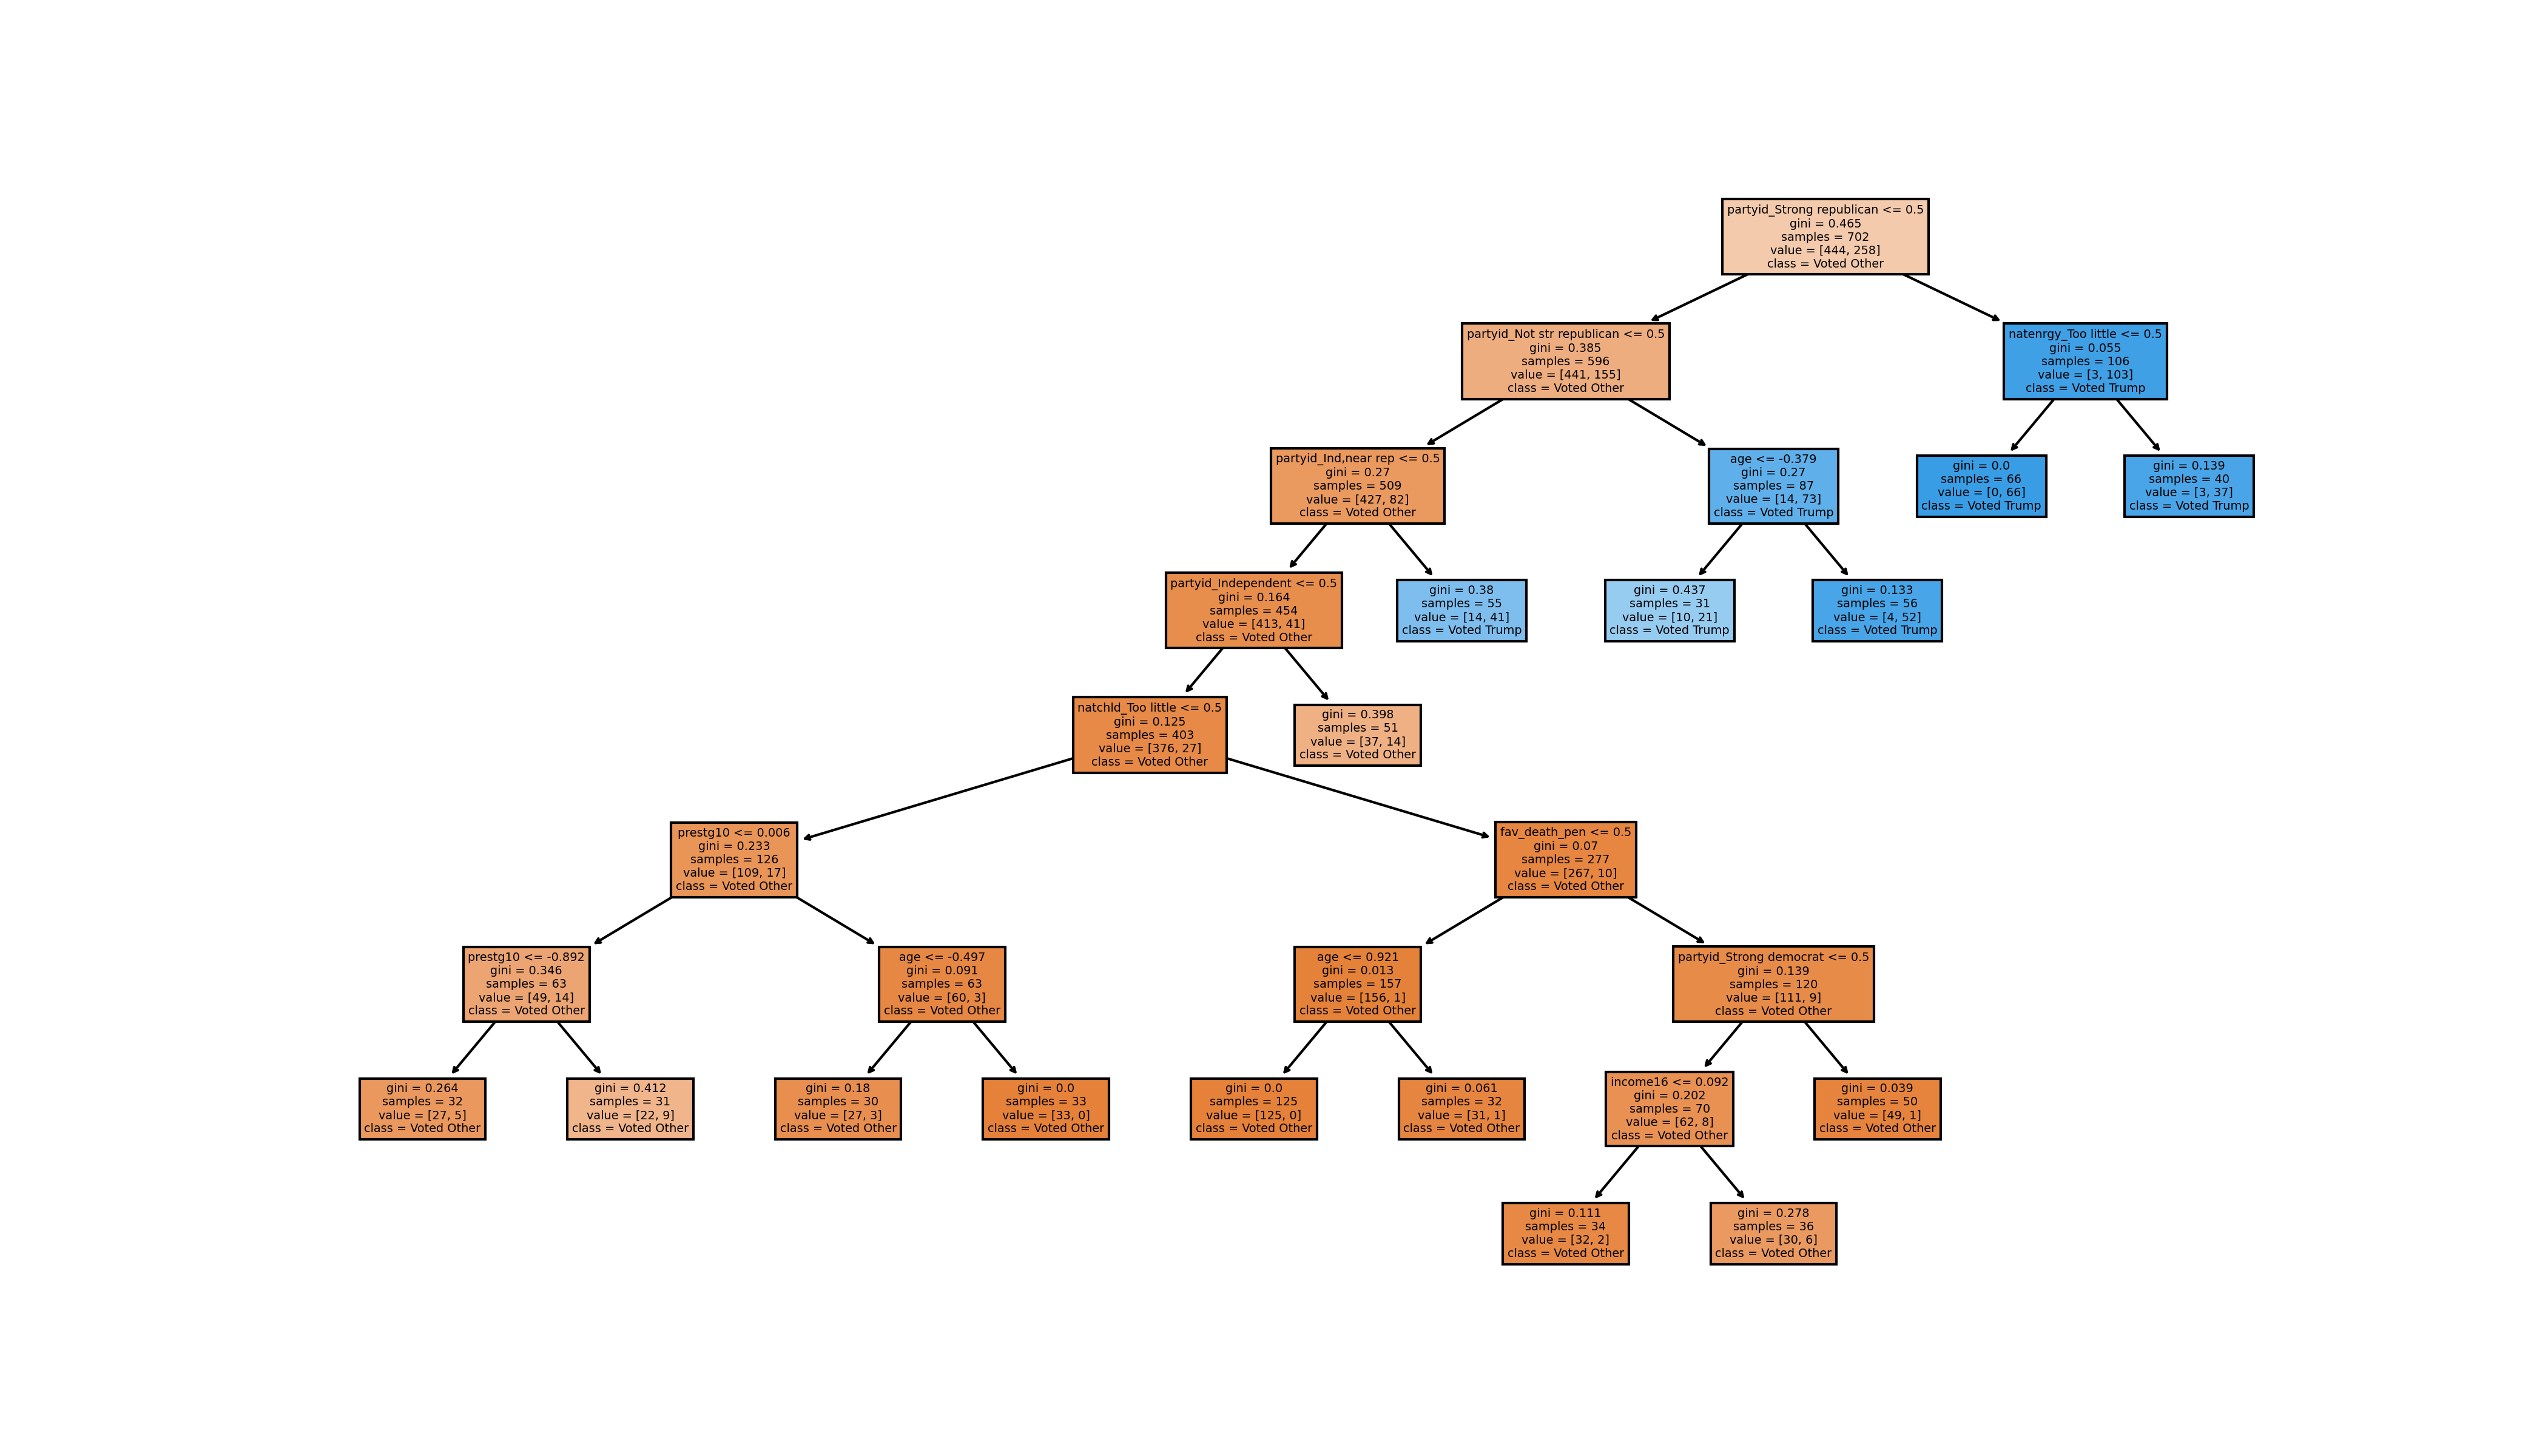 partyid_Strong republican <= 0.5
gini = 0.465
samples = 702
value = [444, 258]
class = Voted Other
partyid_Not str republican <= 0.5
gini = 0.385
samples = 596
value = [441, 155]
class = Voted Other
natenrgy_Too little <= 0.5
gini = 0.055
samples = 106
value = [3, 103]
class = Voted Trump
partyid_Ind,near rep <= 0.5
gini = 0.27
samples = 509
value = [427, 82]
class = Voted Other
age <= -0.379
gini = 0.27
samples = 87
value = [14, 73]
class = Voted Trump
gini = 0.0
samples = 66
value = [0, 66]
class = Voted Trump
gini = 0.139
samples = 40
value = [3, 37]
class = Voted Trump
partyid_Independent <= 0.5
gini = 0.164
samples = 454
value = [413, 41]
class = Voted Other
gini = 0.38
samples = 55
value = [14, 41]
class = Voted Trump
gini = 0.437
samples = 31
value = [10, 21]
class = Voted Trump
gini = 0.133
samples = 56
value = [4, 52]
class = Voted Trump
natchld_Too little <= 0.5
gini = 0.125
samples = 403
value = [376, 27]
class = Voted Other
gini = 0.398
samples = 51
value = [37, 14]
class = Voted Other
prestg10 <= 0.006
gini = 0.233
samples = 126
value = [109, 17]
class = Voted Other
fav_death_pen <= 0.5
gini = 0.07
samples = 277
value = [267, 10]
class = Voted Other
prestg10 <= -0.892
gini = 0.346
samples = 63
value = [49, 14]
class = Voted Other
age <= -0.497
gini = 0.091
samples = 63
value = [60, 3]
class = Voted Other
age <= 0.921
gini = 0.013
samples = 157
value = [156, 1]
class = Voted Other
partyid_Strong democrat <= 0.5
gini = 0.139
samples = 120
value = [111, 9]
class = Voted Other
gini = 0.264
samples = 32
value = [27, 5]
class = Voted Other
gini = 0.412
samples = 31
value = [22, 9]
class = Voted Other
gini = 0.18
samples = 30
value = [27, 3]
class = Voted Other
gini = 0.0
samples = 33
value = [33, 0]
class = Voted Other
gini = 0.0
samples = 125
value = [125, 0]
class = Voted Other
gini = 0.061
samples = 32
value = [31, 1]
class = Voted Other
income16 <= 0.092
gini = 0.202
samples = 70
value = [62, 8]
class = Voted Other
gini = 0.039
samples = 50
value = [49, 1]
class = Voted Other
gini = 0.111
samples = 34
value = [32, 2]
class = Voted Other
gini = 0.278
samples = 36
value = [30, 6]
class = Voted Other